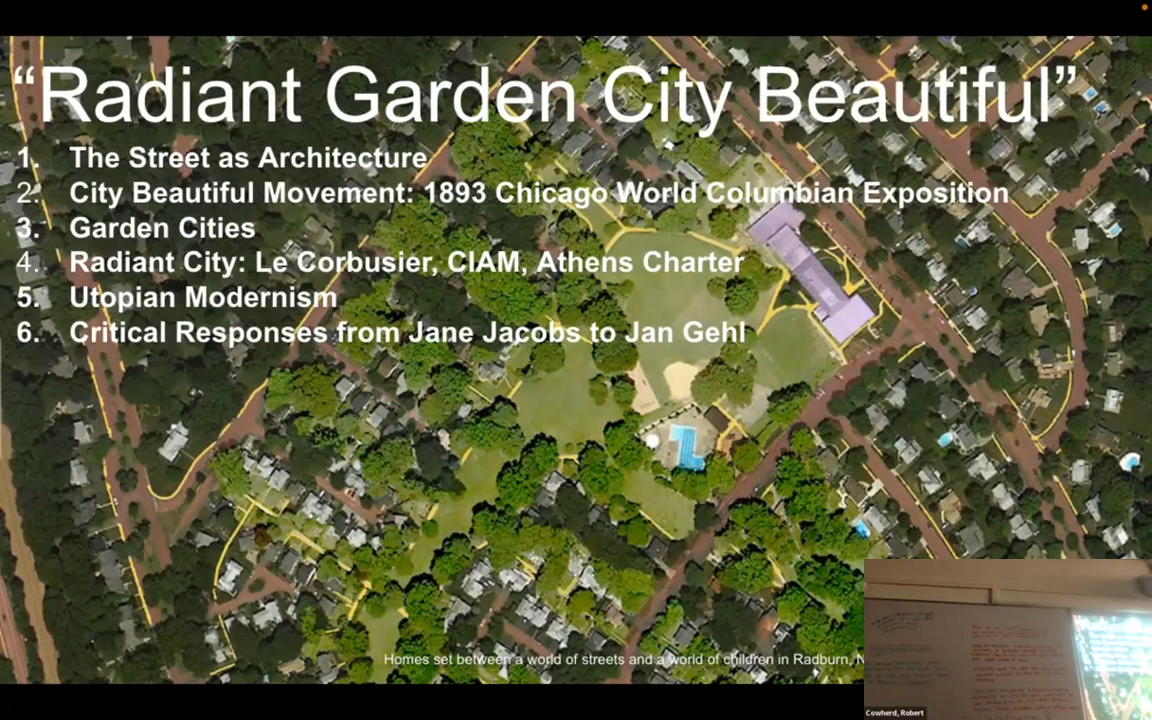 “Radiant Garden City Beautiful”
1. The Street as Architecture
2. City Beautiful Movement: 1893 Chicago World Columbian Exposition
3. Garden Cities
4. Radiant City: Le Corbusier, CIAM, Athens Charter
5. Utopian Modernism
6. Critical Responses from Jane Jacobs to Jan Gehl
Homes set between a world of streets and a world of children in Radburn, N
Cowherd, Robert